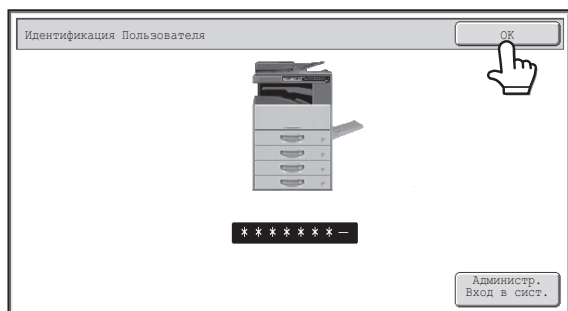 Идентификация Пользователя
OK
*******–
Администр.
Вход в сист.